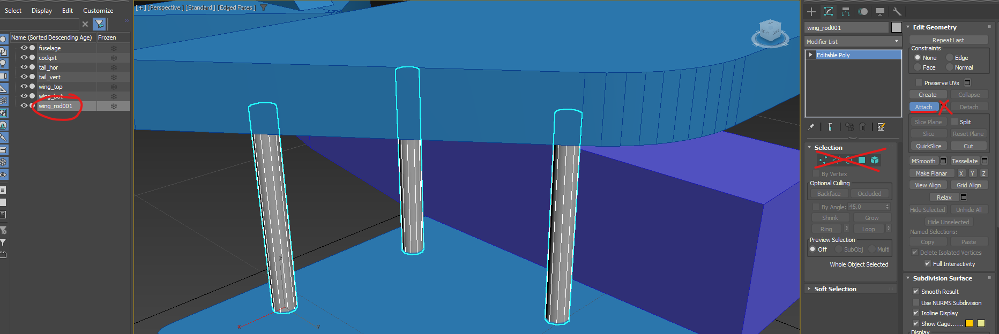 Select Display Edit Customize
Name (Sorted Descending Age) Frozen
fuselage
cockpit
tail_hor
tail_vert
wing_top
wing_bot
wing_rod001
[+] [Perspective] [Standard] [Edged Faces]
z
x
y
wing_rod001
Modifier List
Editable Poly
Selection
By Vertex
Optional Culling
Backface Occluded
By Angle: 45.0
Shrink Grow
Ring Loop
Preview Selection
Off SubObj Multi
Whole Object Selected
Soft Selection
Edit Geometry
Repeat Last
Constraints
None Edge
Face Normal
Preserve UVs
Create Collapse
Attach Detach
Slice Plane Split
Slice Reset Plane
QuickSlice Cut
MSmooth Tessellate
Make Planar X Y Z
View Align Grid Align
Relax
Hide Selected Unhide All
Hide Unselected
Named Selections:
Copy Paste
Delete Isolated Vertices
Full Interactivity
Subdivision Surface
Smooth Result
Use NURMS Subdivision
Isoline Display
Show Cage......
Display